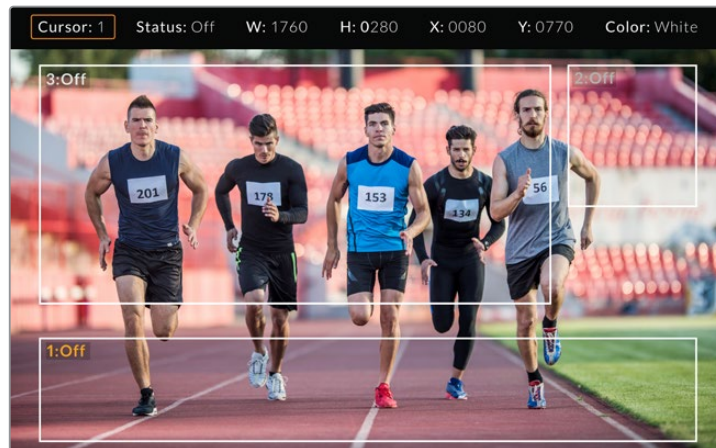 Cursor: 1 Status: Off W: 1760 H: 0280 X: 0080 Y: 0770 Color: White
3:Off 2:Off
201 178 153 134 56
1:Off